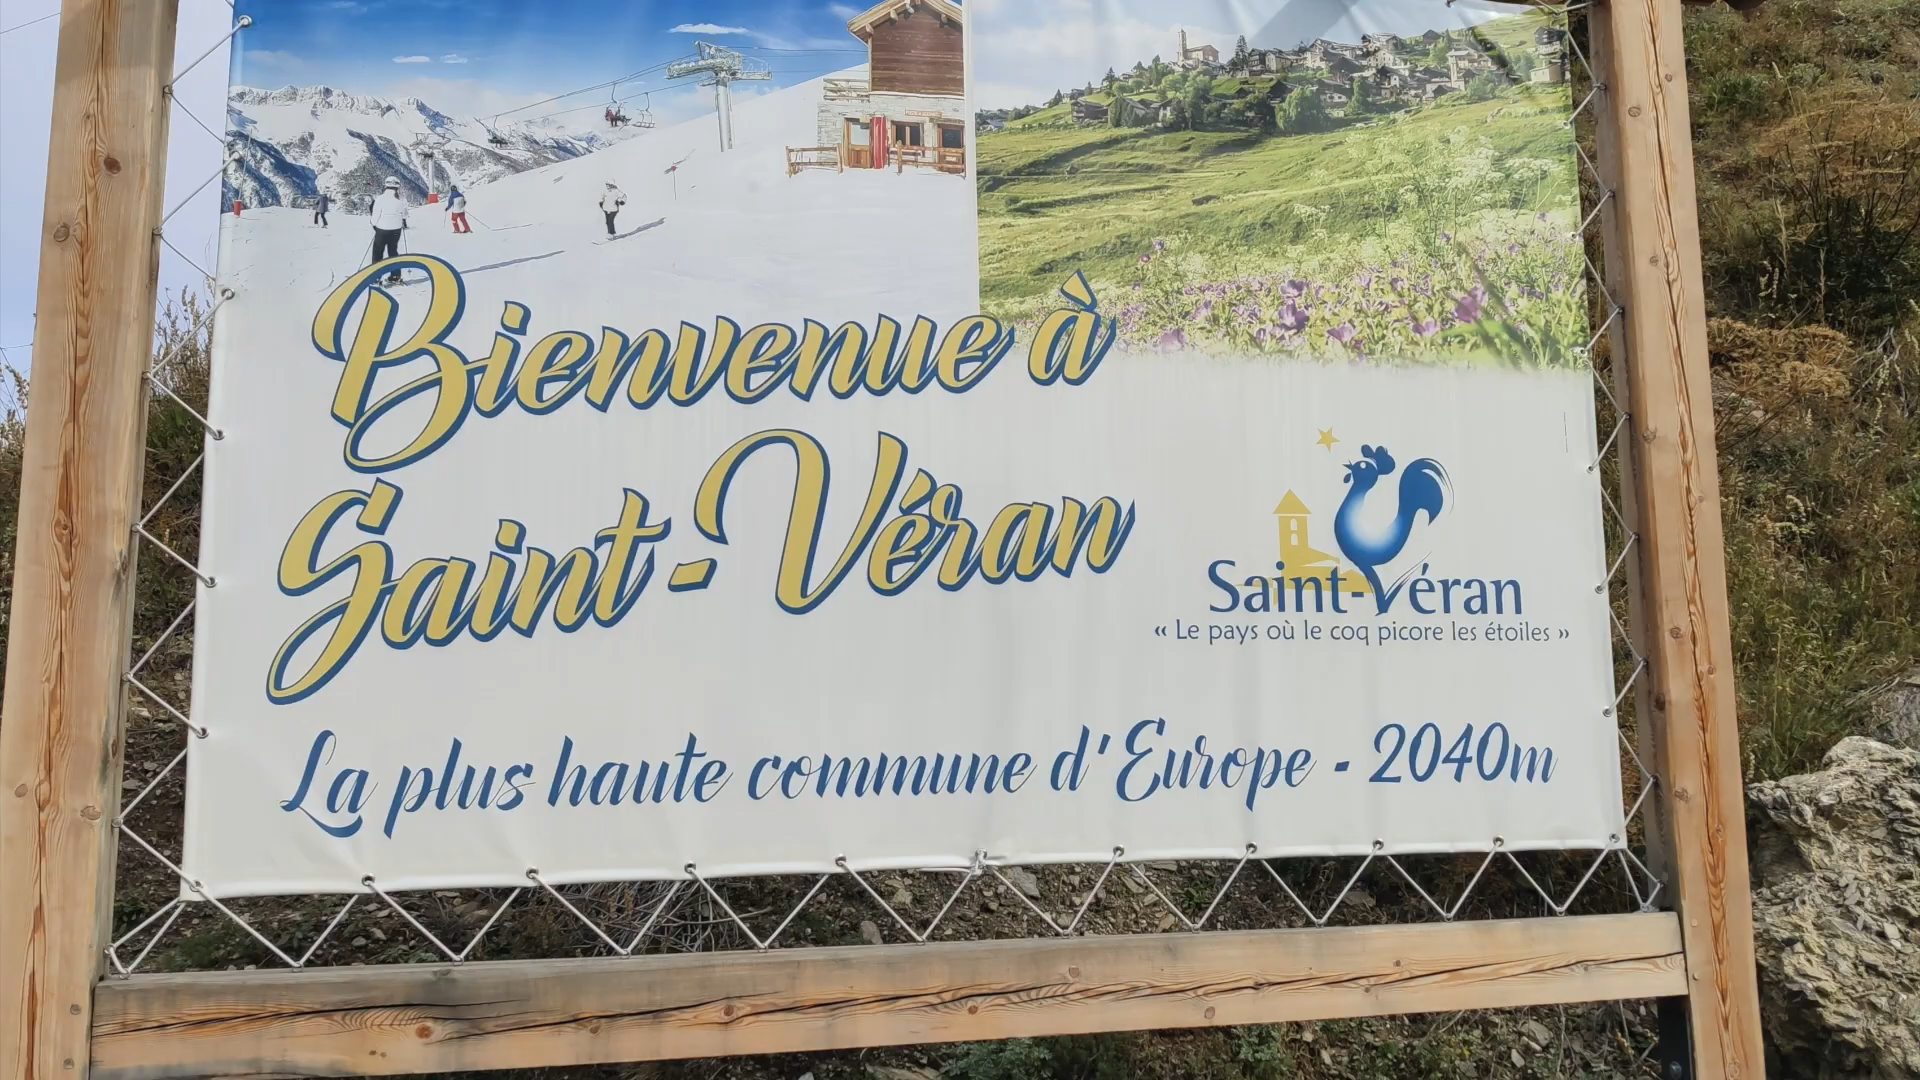 Bienvenue à
Saint-Véran
Saint-Véran
« Le pays où le coq picore les étoiles »
La plus haute commune d'Europe - 2040m